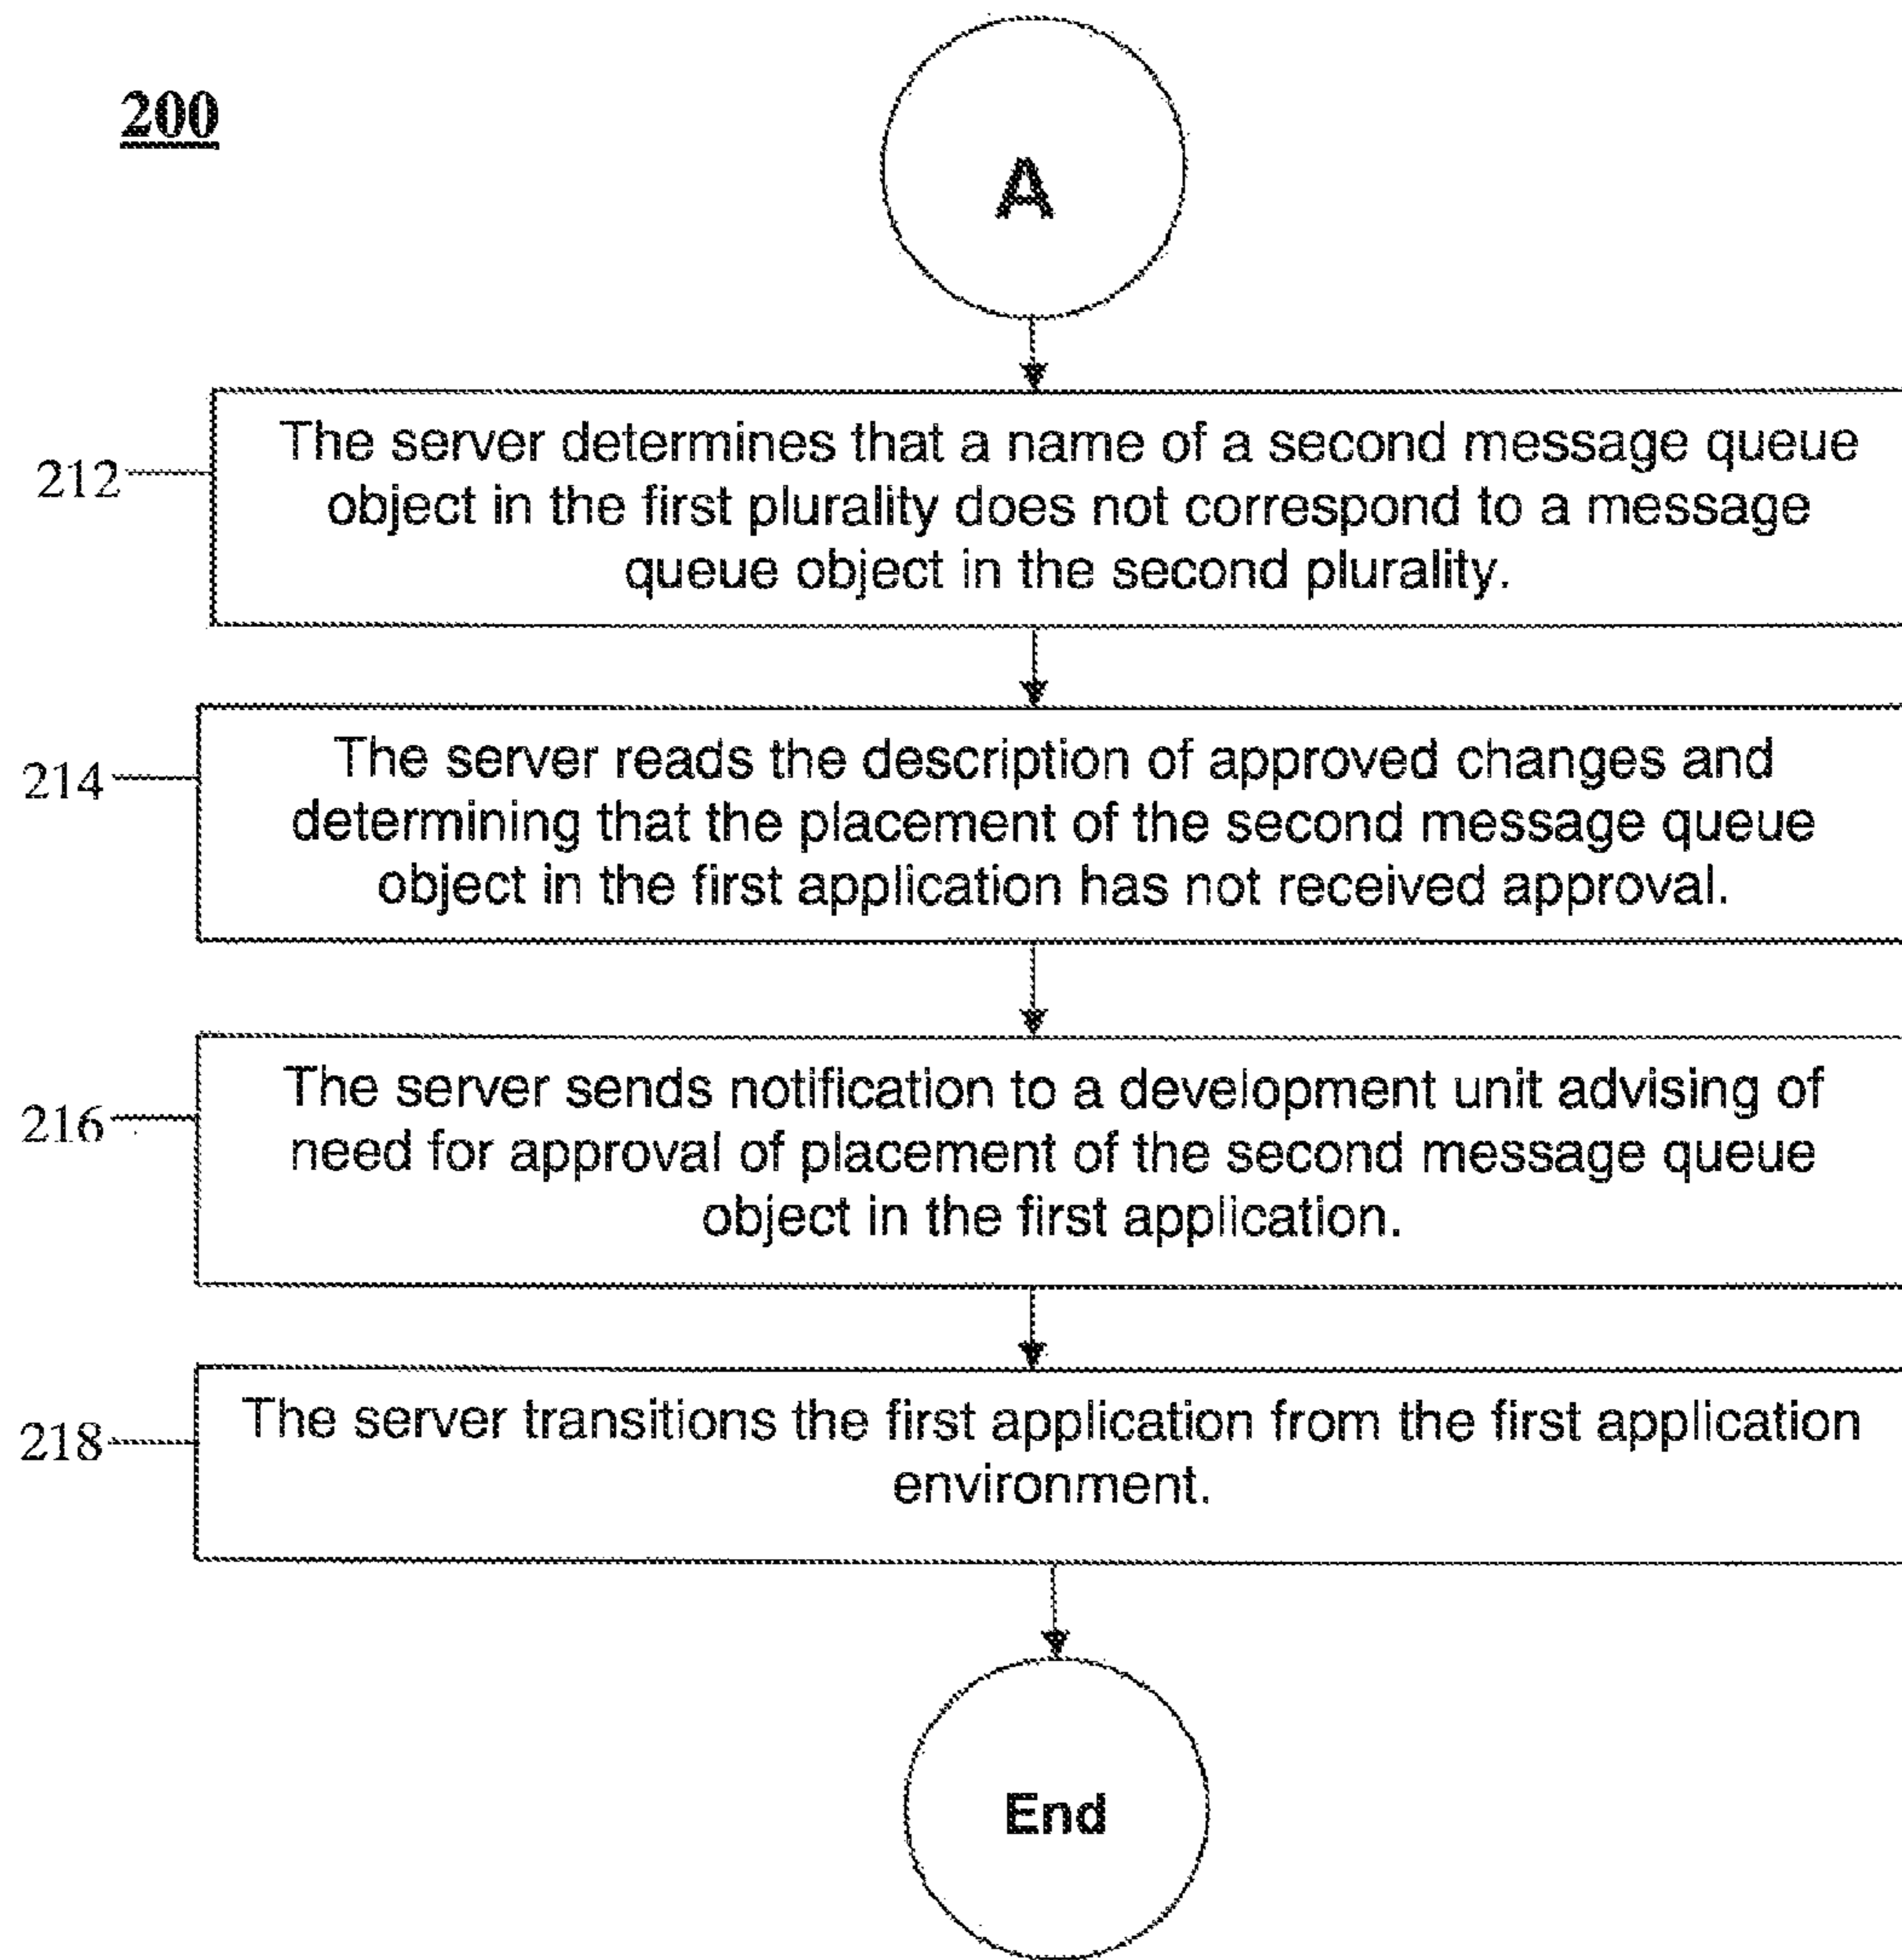 200
A
212
The server determines that a name of a second message queue
object in the first plurality does not correspond to a message
queue object in the second plurality.
214
The server reads the description of approved changes and
determining that the placement of the second message queue
object in the first application has not received approval.
216
The server sends notification to a development unit advising of
need for approval of placement of the second message queue
object in the first application.
218
The server transitions the first application from the first application
environment.
End